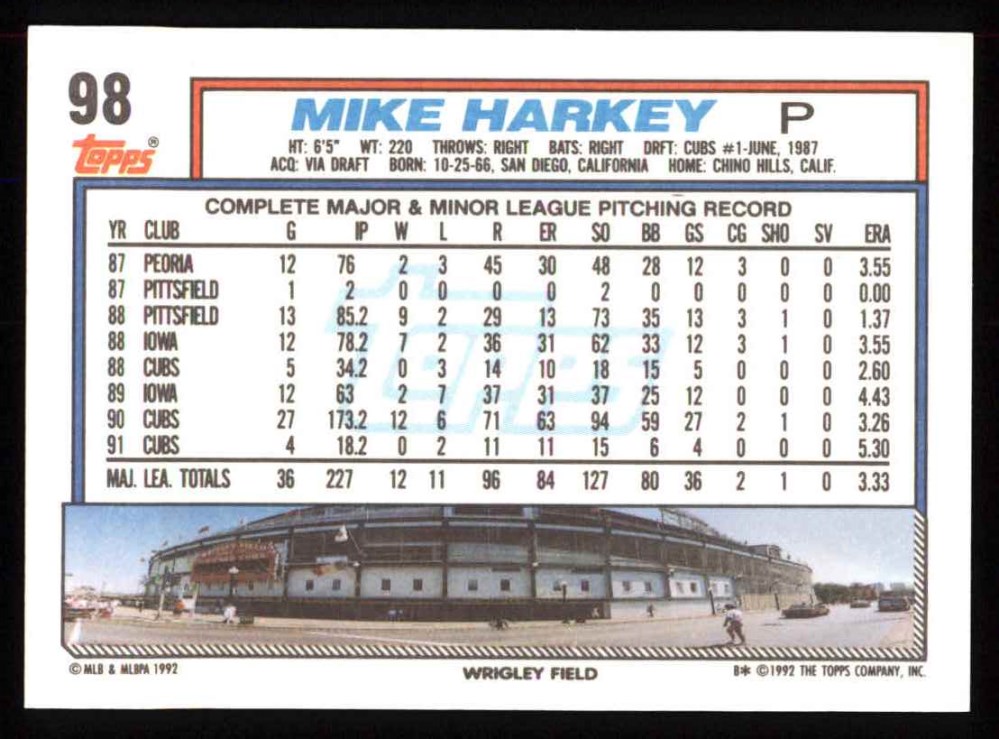 98
Topps®
MIKE HARKEY P
HT: 6'5" WT: 220 THROWS: RIGHT BATS: RIGHT DRFT: CUBS #1-JUNE, 1987
ACQ: VIA DRAFT BORN: 10-25-66, SAN DIEGO, CALIFORNIA HOME: CHINO HILLS, CALIF.
COMPLETE MAJOR & MINOR LEAGUE PITCHING RECORD
YR CLUB G IP W L R ER SO BB GS CG SHO SV ERA
87 PEORIA 12 76 2 3 45 30 48 28 12 3 0 0 3.55
87 PITTSFIELD 1 2 0 0 0 0 2 0 0 0 0 0 0.00
88 PITTSFIELD 13 85.2 9 2 29 13 73 35 13 3 1 0 1.37
88 IOWA 12 78.2 7 2 36 31 62 33 12 3 1 0 3.55
88 CUBS 5 34.2 0 3 14 10 18 15 5 0 0 0 2.60
89 IOWA 12 63 2 7 37 31 37 25 12 0 0 0 4.43
90 CUBS 27 173.2 12 6 71 63 94 59 27 2 1 0 3.26
91 CUBS 4 18.2 0 2 11 11 15 6 4 0 0 0 5.30
MAJ. LEA. TOTALS 36 227 12 11 96 84 127 80 36 2 1 0 3.33
Topps
© MLB & MLBPA 1992
WRIGLEY FIELD
B* © 1992 THE TOPPS COMPANY, INC.